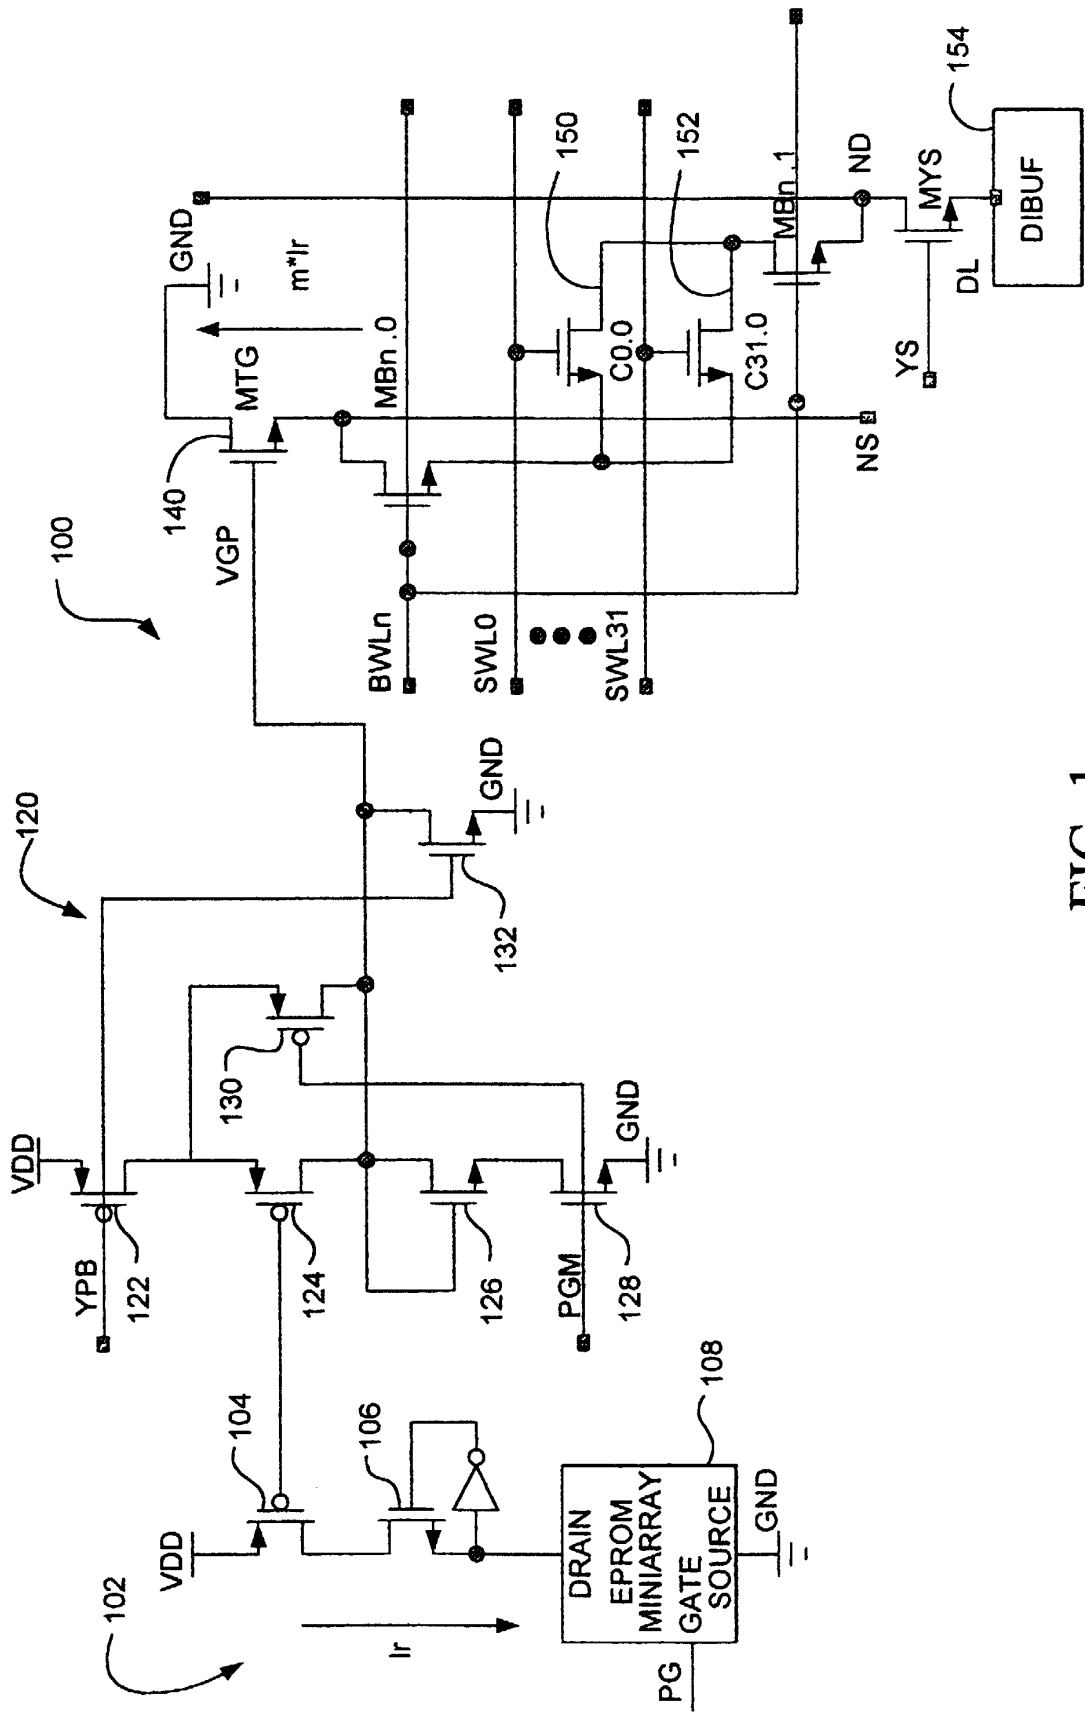 102
VDD
104
106
Ir
DRAIN
EPROM
MINIARRAY
GATE
SOURCE
PG
GND
108
120
VDD
YPB
122
124
126
PGM
128
GND
130
132
GND
100
VGP
140
MTG
GND
m*Ir
GND
MBn.0
BWLn
SWL0
SWL31
150
C0.0
152
C31.0
MBn.1
NS
ND
YS
MYS
DL
DIBUF
154
FIG. 1